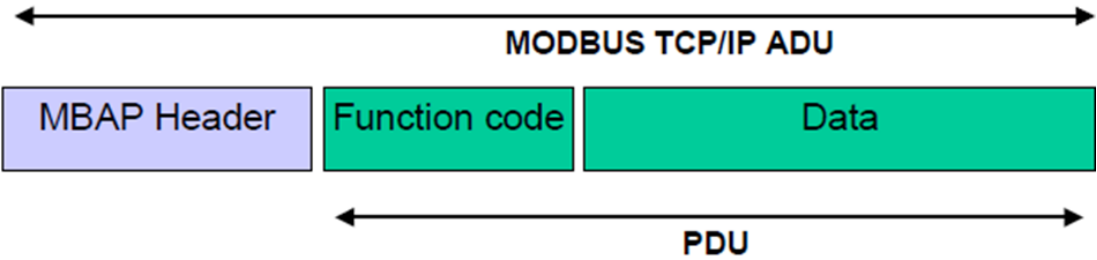 MODBUS TCP/IP ADU
MBAP Header Function code Data
PDU